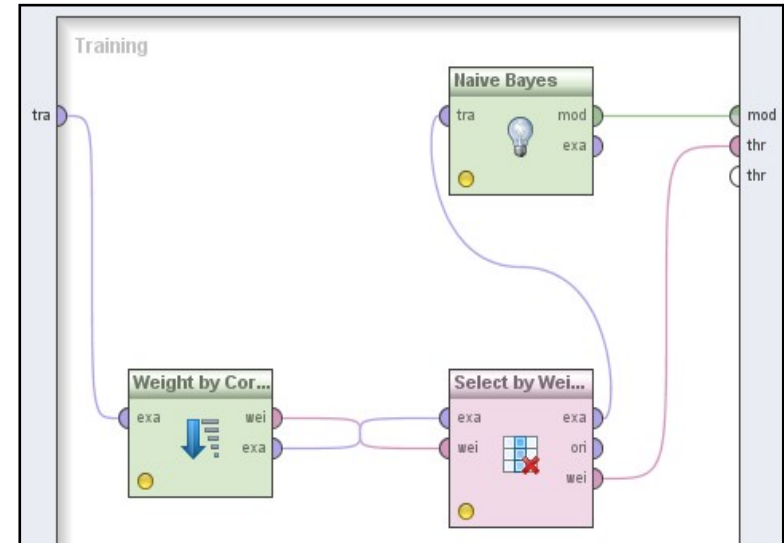 Training
Naive Bayes
tra
tra
mod
mod
exa
thr
thr
Weight by Cor...
Select by Wei...
exa
wei
exa
exa
exa
wei
ori
wei